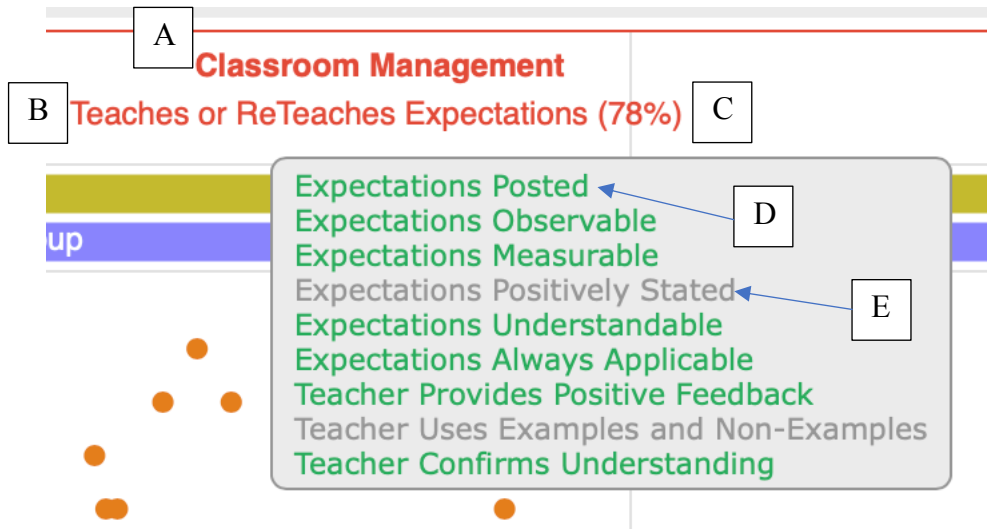 A
Classroom Management
B Teaches or ReTeaches Expectations (78%) C
Expectations Posted
D
Expectations Observable
Expectations Measurable
up
Expectations Positively Stated
E
Expectations Understandable
Expectations Always Applicable
Teacher Provides Positive Feedback
Teacher Uses Examples and Non-Examples
Teacher Confirms Understanding